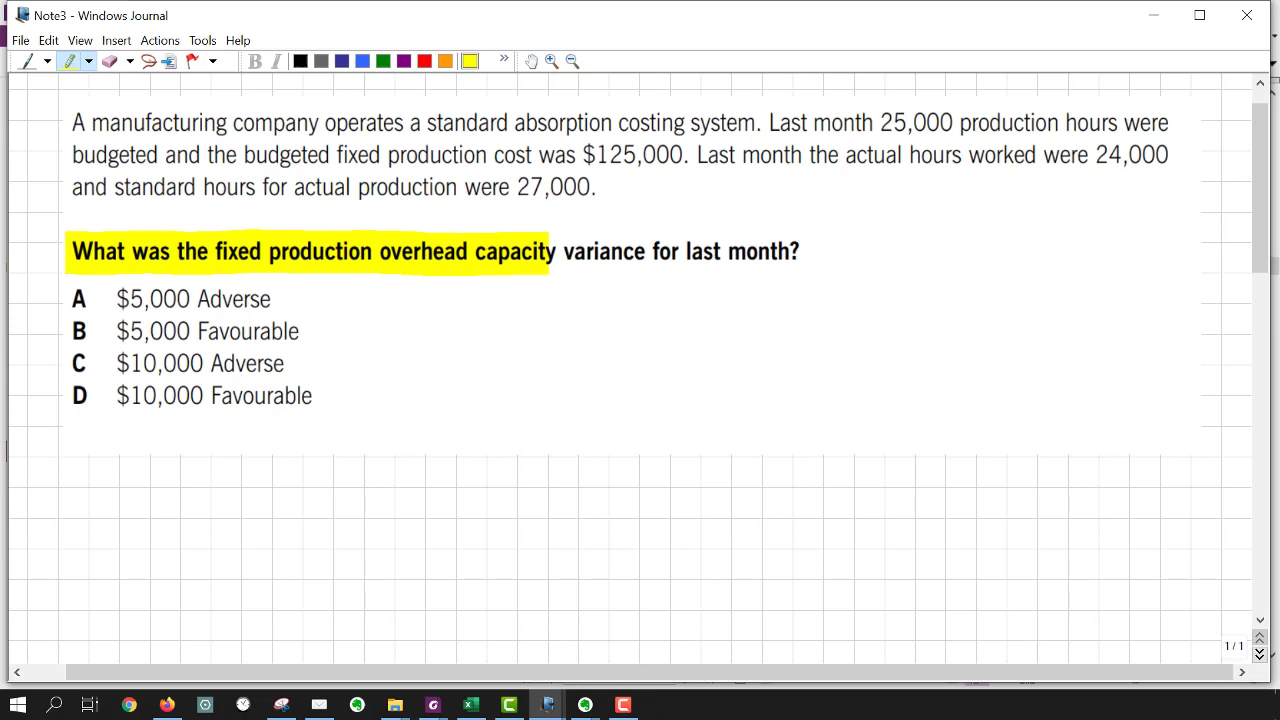 Note3 - Windows Journal
File Edit View Insert Actions Tools Help
B I »
A manufacturing company operates a standard absorption costing system. Last month 25,000 production hours were
budgeted and the budgeted fixed production cost was $125,000. Last month the actual hours worked were 24,000
and standard hours for actual production were 27,000.
What was the fixed production overhead capacity variance for last month?
A $5,000 Adverse
B $5,000 Favourable
C $10,000 Adverse
D $10,000 Favourable
1 / 1